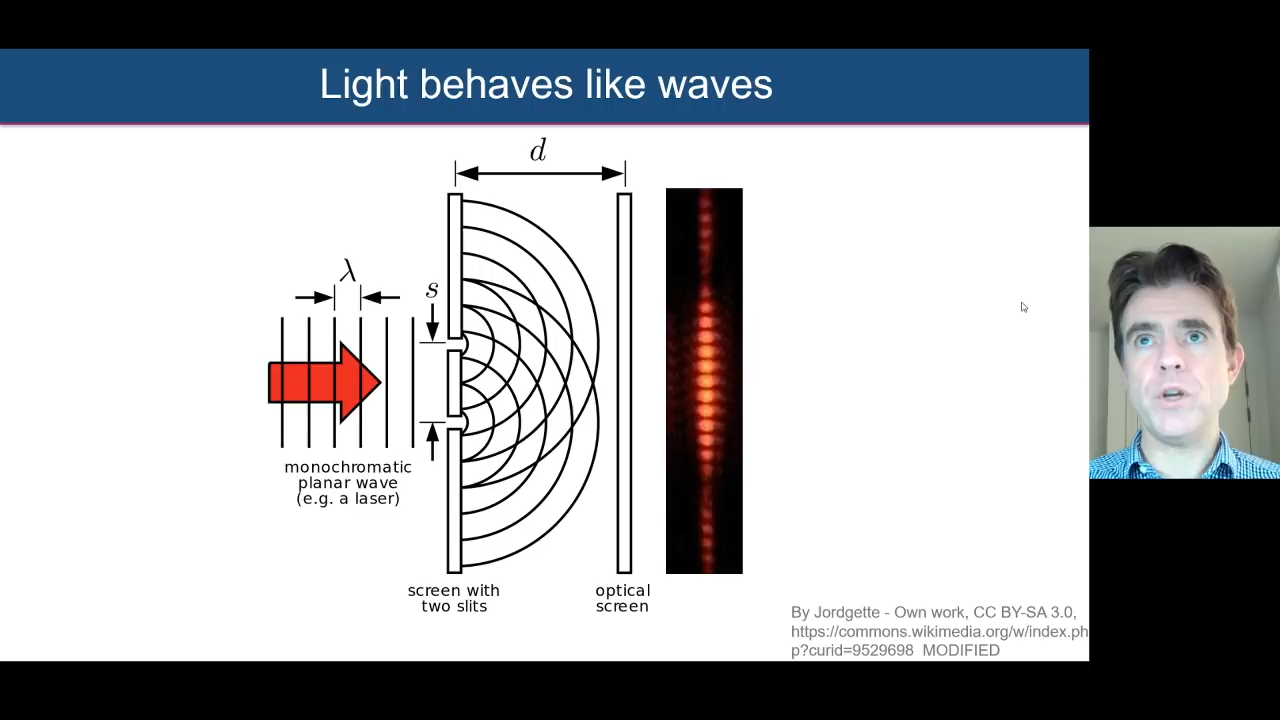 Light behaves like waves
d
λ
s
monochromatic
planar wave
(e.g. a laser)
screen with
two slits
optical
screen
By Jordgette - Own work, CC BY-SA 3.0,
https://commons.wikimedia.org/w/index.ph
p?curid=9529698 MODIFIED